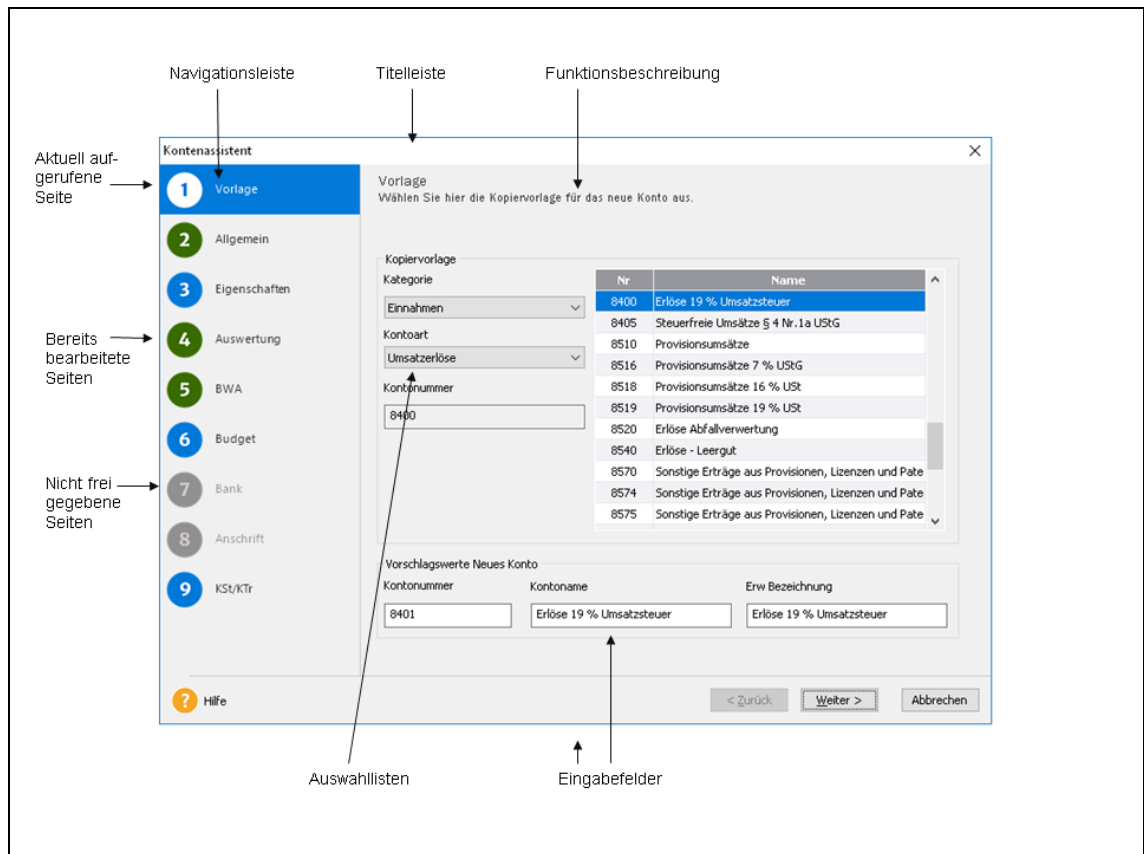 Navigationsleiste
Titelleiste
Funktionsbeschreibung
Aktuell auf-
gerufene
Seite
Bereits
bearbeitete
Seiten
Nicht frei
gegebene
Seiten
Kontenassistent
1 Vorlage
2 Allgemein
3 Eigenschaften
4 Auswertung
5 BWA
6 Budget
7 Bank
8 Anschrift
9 KSt/KTr
Vorlage
Wählen Sie hier die Kopiervorlage für das neue Konto aus.
Kopiervorlage
Kategorie
Einnahmen
Kontoart
Umsatzerlöse
Kontonummer
8400
Nr Name
8400 Erlöse 19 % Umsatzsteuer
8405 Steuerfreie Umsätze § 4 Nr.1a UStG
8510 Provisionsumsätze
8516 Provisionsumsätze 7 % UStG
8518 Provisionsumsätze 16 % USt
8519 Provisionsumsätze 19 % USt
8520 Erlöse Abfallverwertung
8540 Erlöse - Leergut
8570 Sonstige Erträge aus Provisionen, Lizenzen und Pate
8574 Sonstige Erträge aus Provisionen, Lizenzen und Pate
8575 Sonstige Erträge aus Provisionen, Lizenzen und Pate
Vorschlagswerte Neues Konto
Kontonummer Kontoname Erw Bezeichnung
8401 Erlöse 19 % Umsatzsteuer Erlöse 19 % Umsatzsteuer
? Hilfe
< Zurück Weiter > Abbrechen
Auswahllisten
Eingabefelder